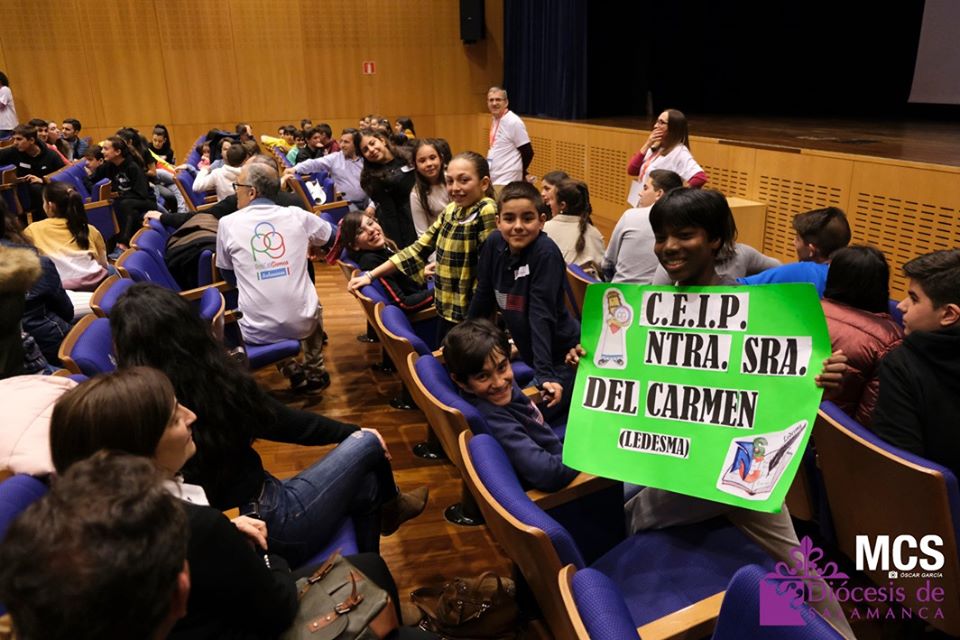 C.E.I.P.
NTRA. SRA.
DEL CARMEN
(LEDESMA)
MCS
ÓSCAR GARCÍA
Diócesis de
SALAMANCA